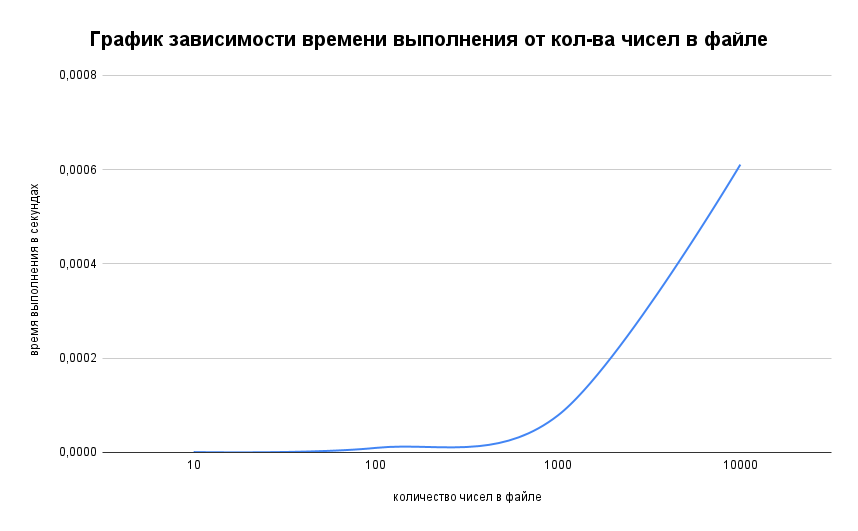 График зависимости времени выполнения от кол-ва чисел в файле
0,0008
0,0006
0,0004
0,0002
0,0000
время выполнения в секундах
10 100 1000 10000
количество чисел в файле